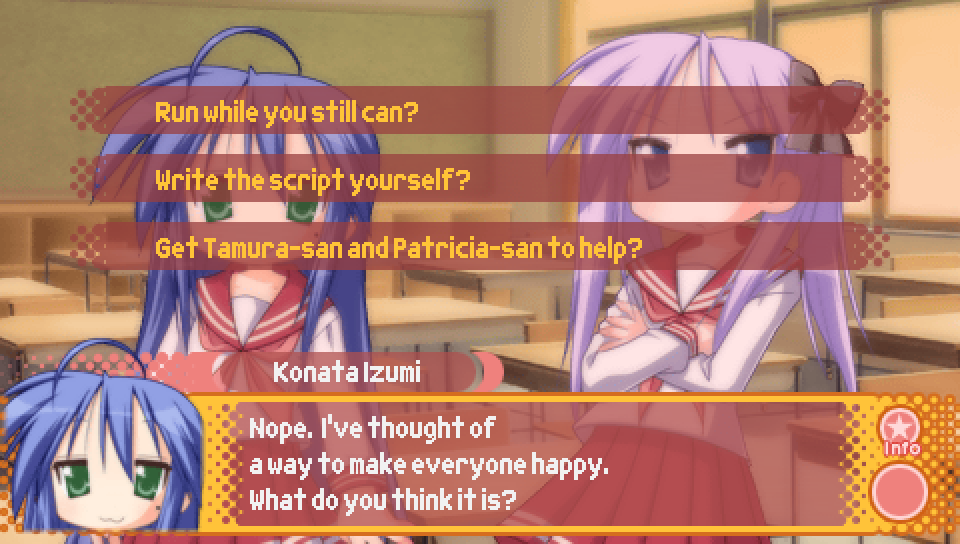 Run while you still can?
Write the script yourself?
Get Tamura-san and Patricia-san to help?
Konata Izumi
Nope. I've thought of
a way to make everyone happy.
What do you think it is?
Info